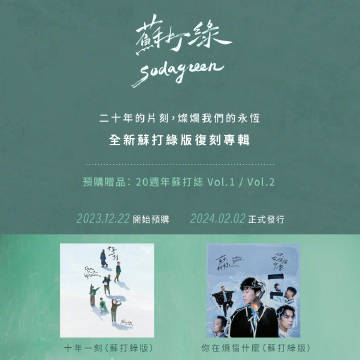 蘇打綠
sodagreen
二十年的片刻，燦爛我們的永恆
全新蘇打綠版復刻專輯
預購贈品：20週年蘇打誌 Vol.1 / Vol.2
2023.12.22 開始預購 2024.02.02 正式發行
十年一刻（蘇打綠版） 你在煩惱什麼（蘇打綠版）